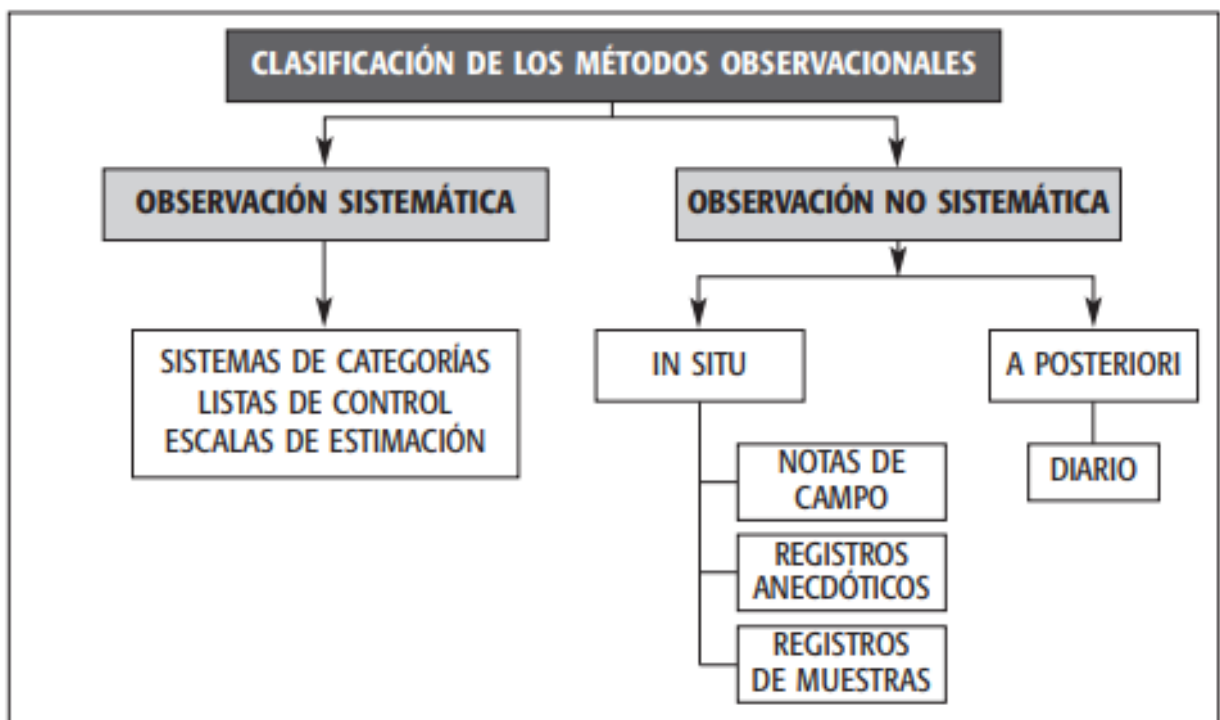 CLASIFICACIÓN DE LOS MÉTODOS OBSERVACIONALES
OBSERVACIÓN SISTEMÁTICA
OBSERVACIÓN NO SISTEMÁTICA
SISTEMAS DE CATEGORÍAS
LISTAS DE CONTROL
ESCALAS DE ESTIMACIÓN
IN SITU
A POSTERIORI
NOTAS DE
CAMPO
DIARIO
REGISTROS
ANECDÓTICOS
REGISTROS
DE MUESTRAS